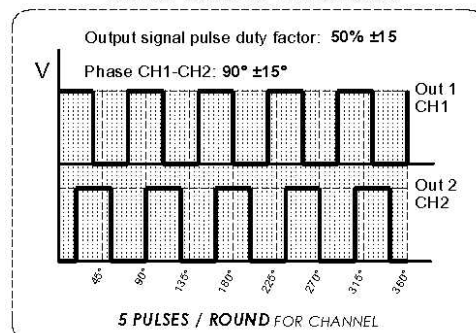 Output signal pulse duty factor: 50% ±15
V
Phase CH1-CH2: 90° ±15°
Out 1
CH1
Out 2
CH2
45° 90° 135° 180° 225° 270° 315° 360°
5 PULSES / ROUND FOR CHANNEL